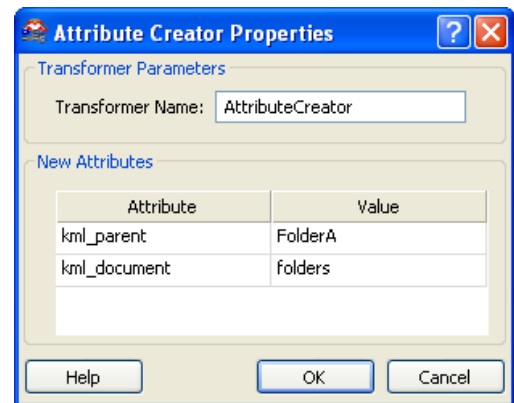 Attribute Creator Properties ?
Transformer Parameters
Transformer Name: AttributeCreator
New Attributes
Attribute Value
kml_parent FolderA
kml_document folders
Help OK Cancel